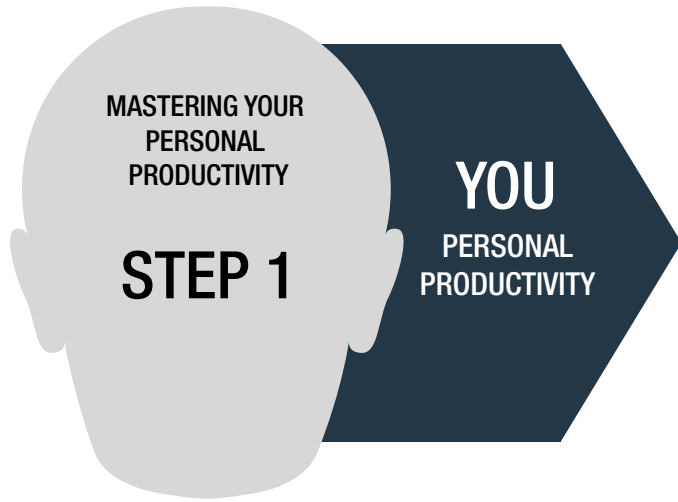 MASTERING YOUR
PERSONAL
PRODUCTIVITY
STEP 1
YOU
PERSONAL
PRODUCTIVITY